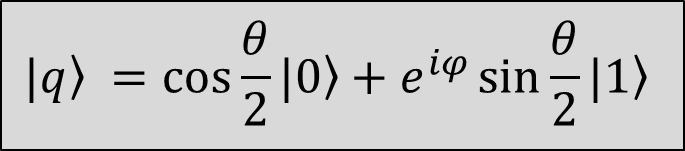 |q⟩ = cos θ/2 |0⟩ + e^{iφ} sin θ/2 |1⟩